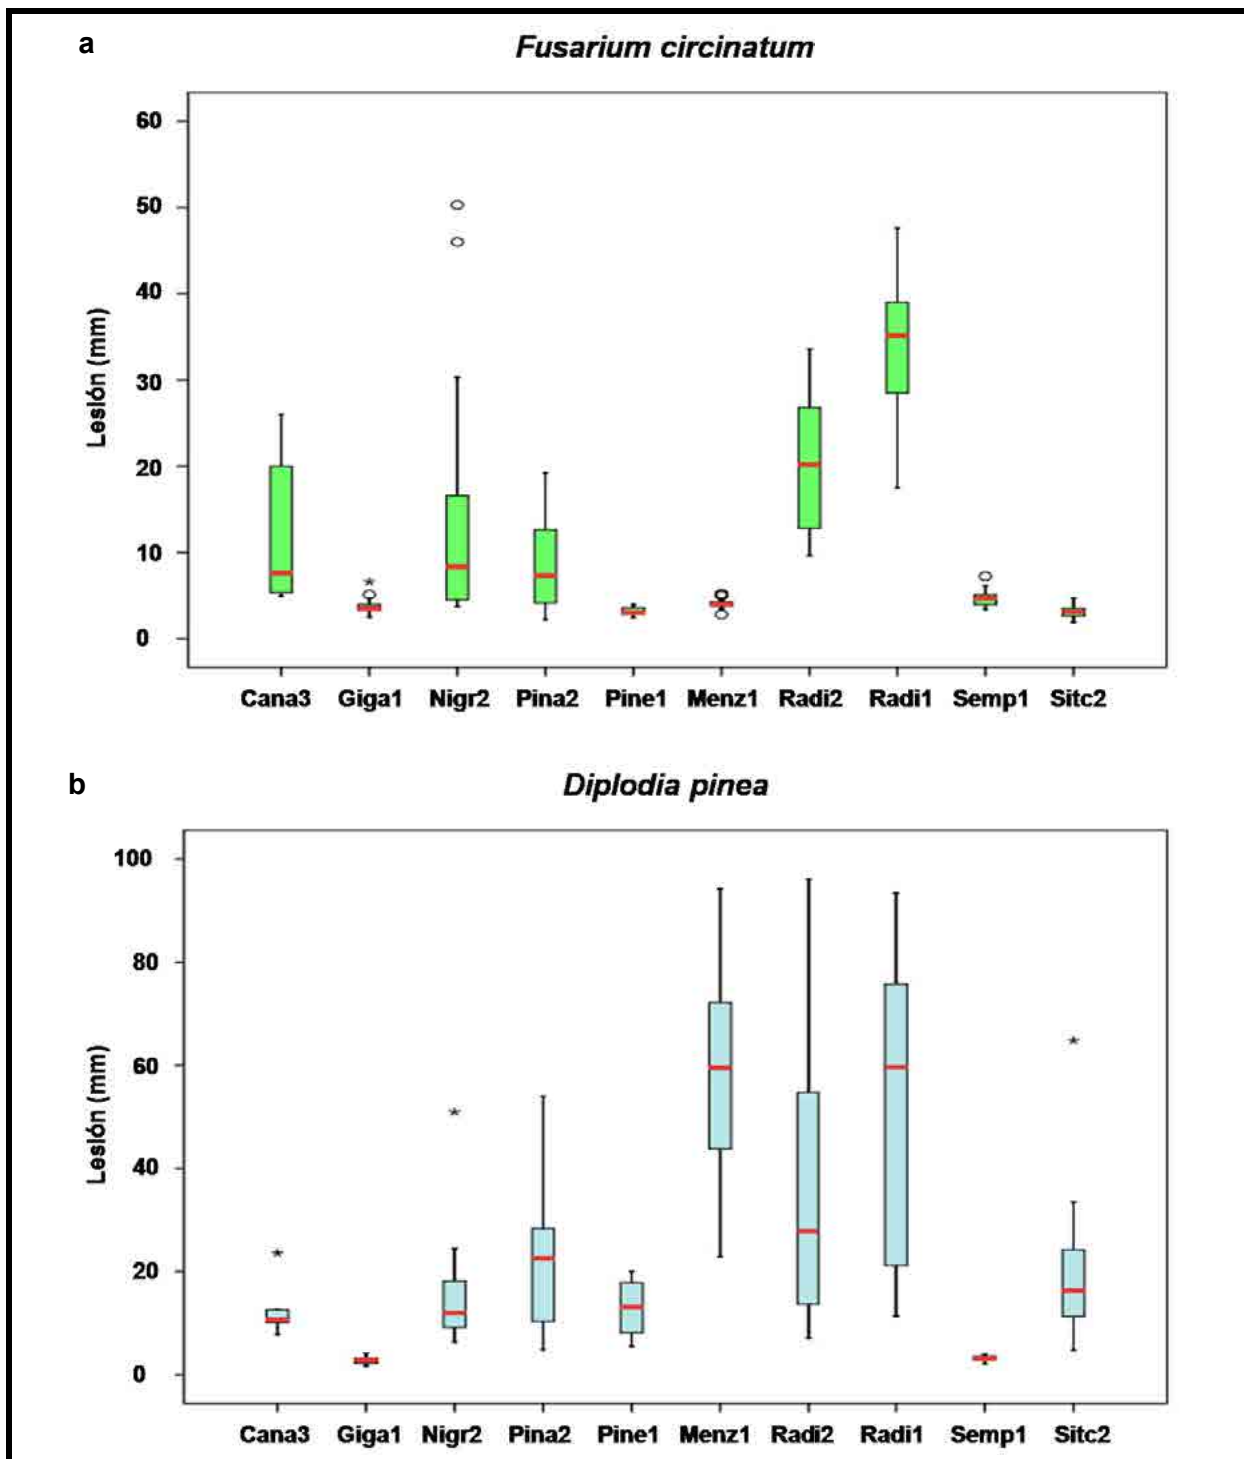 a
Fusarium circinatum
60
50
40
30
20
10
0
Lesión (mm)
Cana3 Giga1 Nigr2 Pina2 Pine1 Menz1 Radi2 Radi1 Semp1 Sitc2
b
Diplodia pinea
100
80
60
40
20
0
Lesión (mm)
Cana3 Giga1 Nigr2 Pina2 Pine1 Menz1 Radi2 Radi1 Semp1 Sitc2